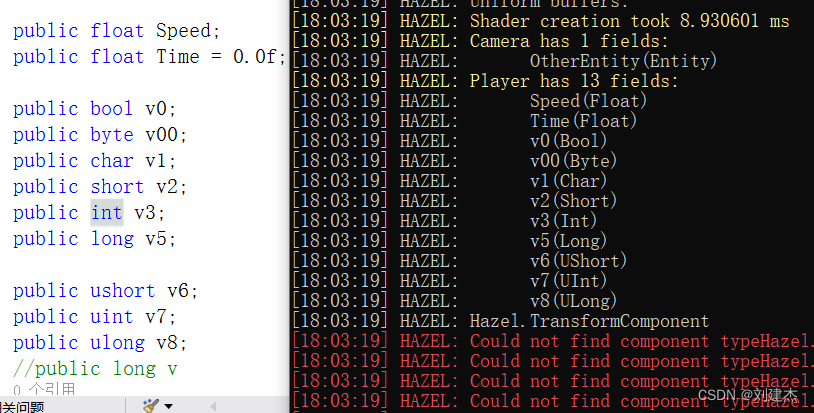 public float Speed;
public float Time = 0.0f;
public bool v0;
public byte v00;
public char v1;
public short v2;
public int v3;
public long v5;
public ushort v6;
public uint v7;
public ulong v8;
//public long v
0 个引用
相关问题
[18:03:19] HAZEL: Uniform buffers:
[18:03:19] HAZEL: Shader creation took 8.930601 ms
[18:03:19] HAZEL: Camera has 1 fields:
[18:03:19] HAZEL: OtherEntity(Entity)
[18:03:19] HAZEL: Player has 13 fields:
[18:03:19] HAZEL: Speed(Float)
[18:03:19] HAZEL: Time(Float)
[18:03:19] HAZEL: v0(Bool)
[18:03:19] HAZEL: v00(Byte)
[18:03:19] HAZEL: v1(Char)
[18:03:19] HAZEL: v2(Short)
[18:03:19] HAZEL: v3(Int)
[18:03:19] HAZEL: v5(Long)
[18:03:19] HAZEL: v6(UShort)
[18:03:19] HAZEL: v7(UInt)
[18:03:19] HAZEL: v8(ULong)
[18:03:19] HAZEL: Hazel.TransformComponent
[18:03:19] HAZEL: Could not find component typeHazel.
[18:03:19] HAZEL: Could not find component typeHazel.
[18:03:19] HAZEL: Could not find component typeHazel.
[18:03:19] HAZEL: Could not find component typeHazel.
CSDN @刘建杰